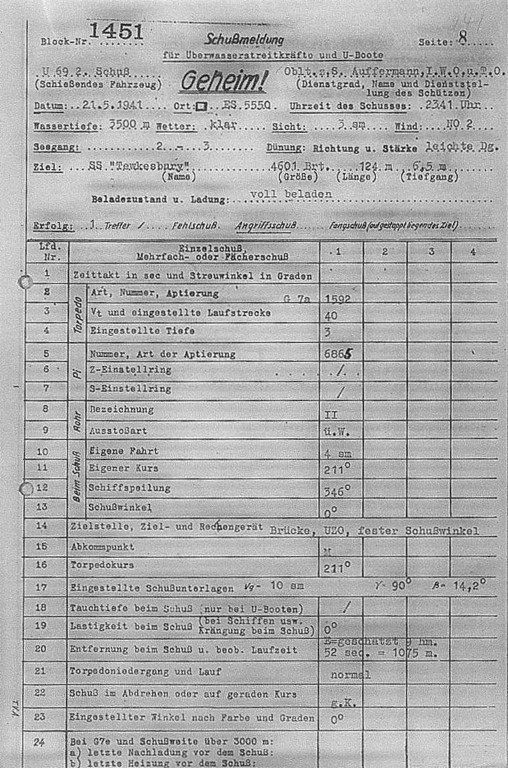 Block-Nr. 1451 Schußmeldung Seite: 8
für Überwasserstreitkräfte und U-Boote
U 69. 2. Schuß Geheim! Oblt.z.S. Auffermann, I.W.O.u.T.O.
(Schießendes Fahrzeug) (Dienstgrad, Name und Dienststel-
lung des Schützen)
Datum: 21.5.1941 Ort: ES.5550 Uhrzeit des Schusses: 2341 Uhr
Wassertiefe: 3500 m Wetter: klar Sicht: 3 sm Wind: NO.2
Seegang: 2 - 3 Dünung: Richtung u. Stärke leichte Dg.
Ziel: SS "Tewkesbury" 4601 Brt. 124 m 6,5 m
(Name) (Größe) (Länge) (Tiefgang)
Beladezustand u. Ladung: voll beladen
Erfolg: 1 Treffer / Fehlschuß Angriffsschuß Fangschuß (auf gestoppt liegendes Ziel)
Lfd. Nr. Einzelschuß, Mehrfach- oder Fächerschuß 1 2 3 4
1 Zeittakt in sec und Streuwinkel in Graden
Torpedo
2 Art, Nummer, Aptierung G 7a 1592
3 Vt und eingestellte Laufstrecke 40
4 Eingestellte Tiefe 3
Pi
5 Nummer, Art der Aptierung 6865
6 Z-Einstellring /.
7 S-Einstellring /
Rohr
8 Bezeichnung II
9 Ausstoßart ü.W.
Beim Schuß
10 Eigene Fahrt 4 sm
11 Eigener Kurs 211°
12 Schiffspeilung 346°
13 Schußwinkel 0°
14 Zielstelle, Ziel- und Rechengerät Brücke, UZO, fester Schußwinkel
15 Abkommpunkt M
16 Torpedokurs 211°
17 Eingestellte Schußunterlagen Vg- 10 sm γ- 90° β- 14,2°
18 Tauchtiefe beim Schuß (nur bei U-Booten) /
19 Lastigkeit beim Schuß (bei Schiffen usw. Krängung beim Schuß) 0°
20 Entfernung beim Schuß u. beob. Laufzeit E=geschätzt 9 hm.
52 sec. = 1075 m.
21 Torpedoniedergang und Lauf normal
22 Schuß im Abdrehen oder auf geraden Kurs g.K.
23 Eingestellter Winkel nach Farbe und Graden 0°
24 Bei G7e und Schußweite über 3000 m:
a) letzte Nachladung vor dem Schuß:
b) letzte Heizung vor dem Schuß: